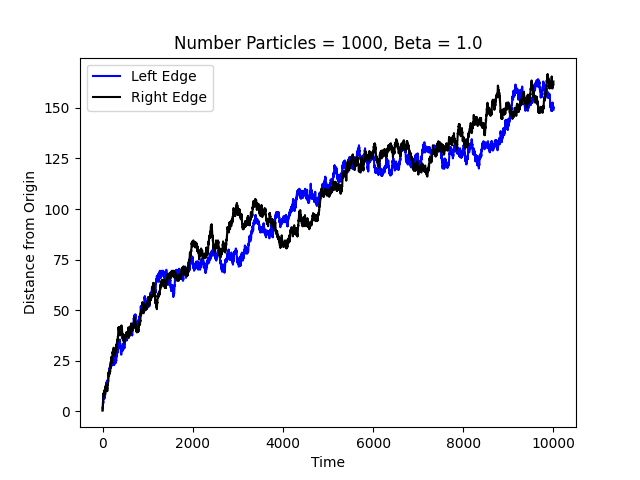 Number Particles = 1000, Beta = 1.0
Left Edge
Right Edge
150
125
100
75
50
25
0
Distance from Origin
0 2000 4000 6000 8000 10000
Time